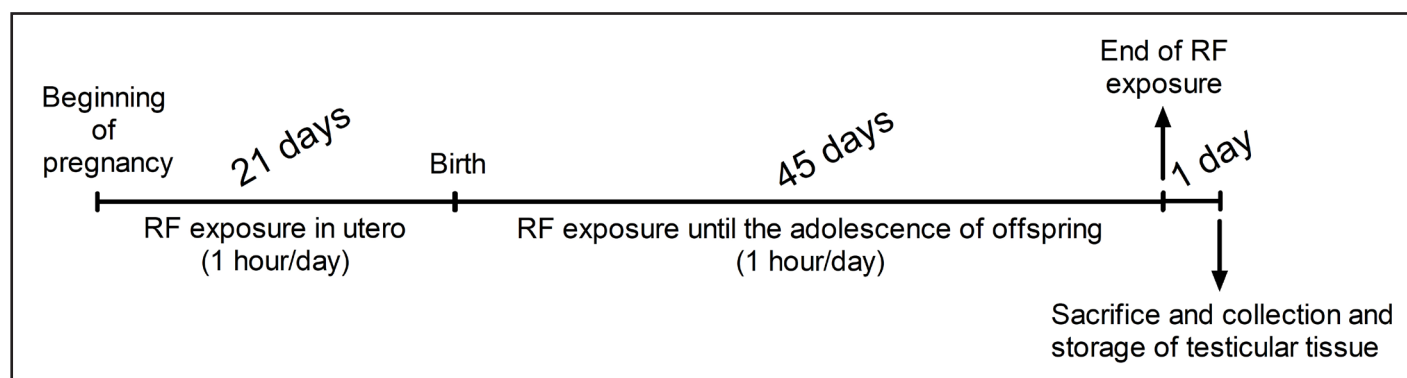 Beginning
of
pregnancy
21 days
Birth
45 days
End of RF
exposure
1 day
RF exposure in utero
(1 hour/day)
RF exposure until the adolescence of offspring
(1 hour/day)
Sacrifice and collection and
storage of testicular tissue